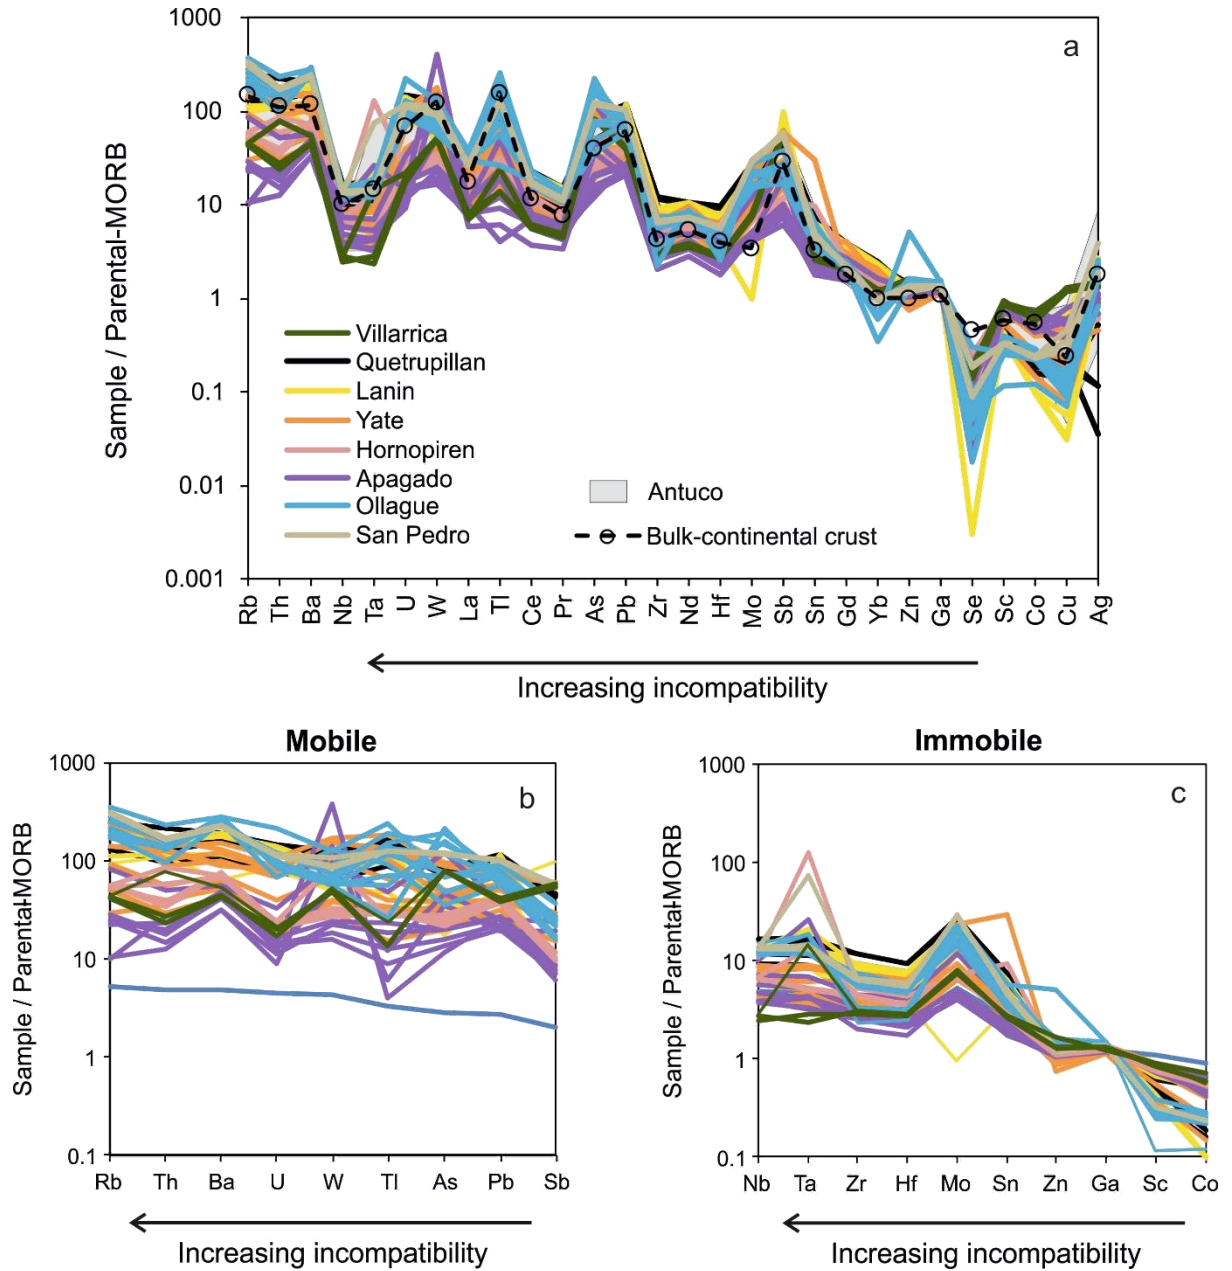 a
1000
100
10
1
0.1
0.01
0.001
Sample / Parental-MORB
Villarrica
Quetrupillan
Lanin
Yate
Hornopiren
Apagado
Ollague
San Pedro
Antuco
Bulk-continental crust
Rb Th Ba Nb Ta U W La Tl Ce Pr As Pb Zr Nd Hf Mo Sb Sn Gd Yb Zn Ga Se Sc Co Cu Ag
Increasing incompatibility
Mobile
b
1000
100
10
1
0.1
Sample / Parental-MORB
Rb Th Ba U W Tl As Pb Sb
Increasing incompatibility
Immobile
c
1000
100
10
1
0.1
Sample / Parental-MORB
Nb Ta Zr Hf Mo Sn Zn Ga Sc Co
Increasing incompatibility